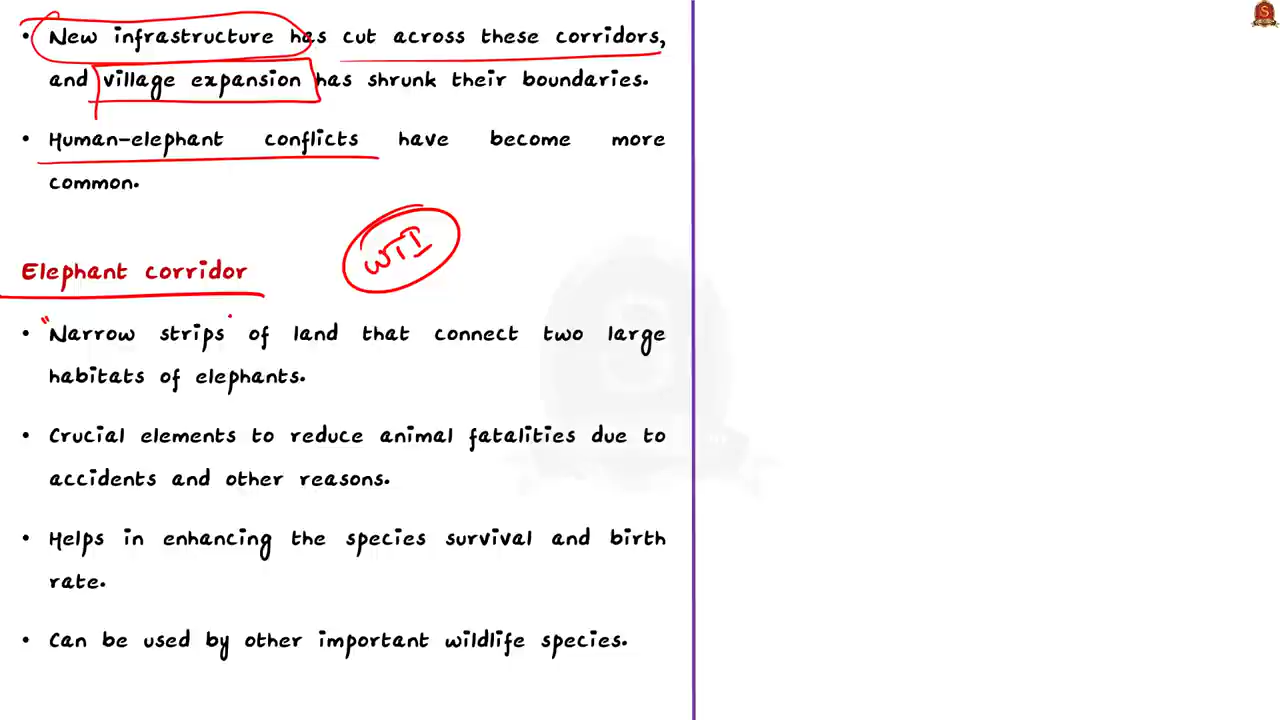 • New infrastructure has cut across these corridors,
and village expansion has shrunk their boundaries.
• Human-elephant conflicts have become more
common.
WTI
Elephant corridor
• "Narrow strips" of land that connect two large
habitats of elephants.
• Crucial elements to reduce animal fatalities due to
accidents and other reasons.
• Helps in enhancing the species survival and birth
rate.
• Can be used by other important wildlife species.